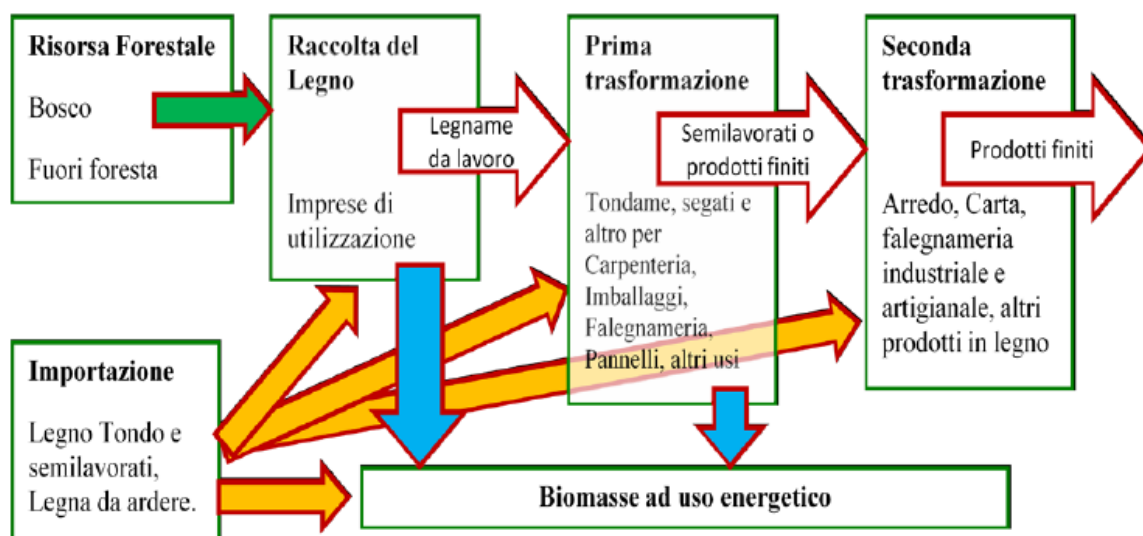 Risorsa Forestale
Bosco
Fuori foresta
Raccolta del
Legno
Legname
da lavoro
Imprese di
utilizzazione
Prima
trasformazione
Semilavorati o
prodotti finiti
Tondame, segati e
altro per
Carpenteria,
Imballaggi,
Falegnameria,
Pannelli, altri usi
Seconda
trasformazione
Prodotti finiti
Arredo, Carta,
falegnameria
industriale e
artigianale, altri
prodotti in legno
Importazione
Legno Tondo e
semilavorati,
Legna da ardere.
Biomasse ad uso energetico